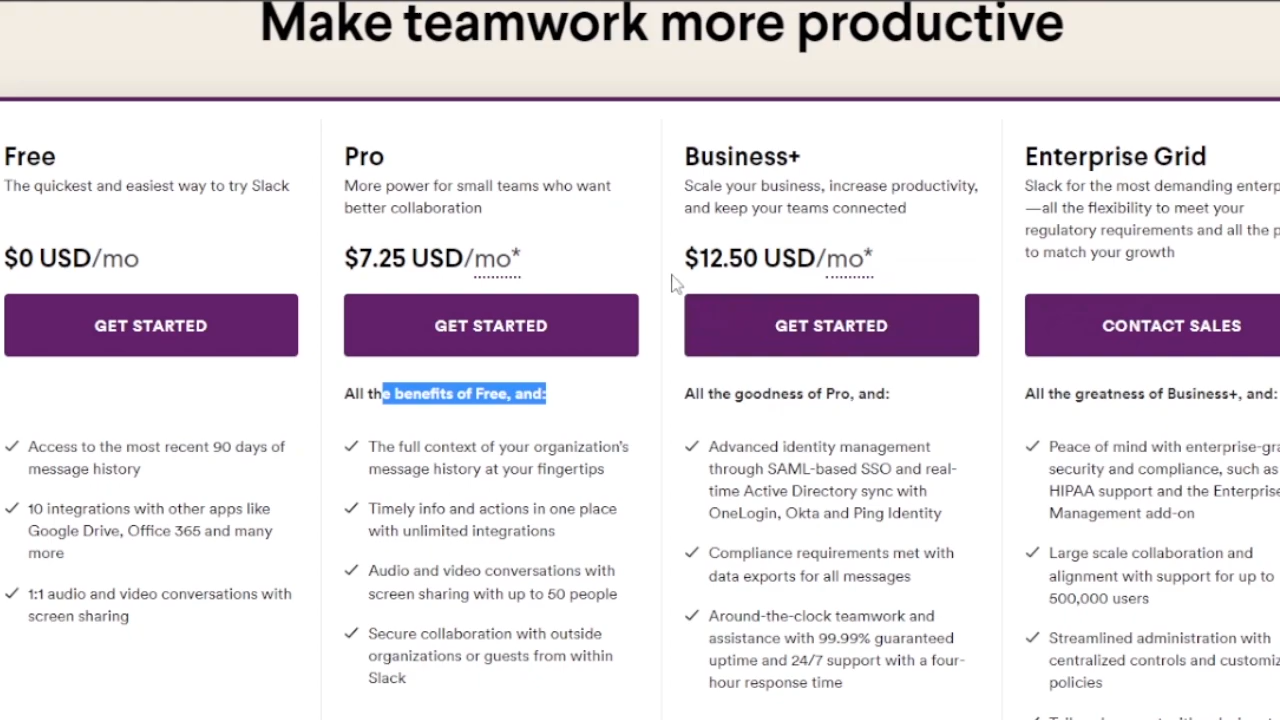 Make teamwork more productive
Free
The quickest and easiest way to try Slack
$0 USD/mo
GET STARTED
Access to the most recent 90 days of
message history
10 integrations with other apps like
Google Drive, Office 365 and many
more
1:1 audio and video conversations with
screen sharing
Pro
More power for small teams who want
better collaboration
$7.25 USD/mo*
GET STARTED
All the benefits of Free, and:
The full context of your organization's
message history at your fingertips
Timely info and actions in one place
with unlimited integrations
Audio and video conversations with
screen sharing with up to 50 people
Secure collaboration with outside
organizations or guests from within
Slack
Business+
Scale your business, increase productivity,
and keep your teams connected
$12.50 USD/mo*
GET STARTED
All the goodness of Pro, and:
Advanced identity management
through SAML-based SSO and real-
time Active Directory sync with
OneLogin, Okta and Ping Identity
Compliance requirements met with
data exports for all messages
Around-the-clock teamwork and
assistance with 99.99% guaranteed
uptime and 24/7 support with a four-
hour response time
Enterprise Grid
Slack for the most demanding
—all the flexibility to meet your
regulatory requirements and all the
to match your growth
CONTACT SALES
All the greatness of Business+, and:
Peace of mind with
security and compliance, such as
HIPAA support and the Enterprise
Management add-on
Large scale collaboration and
alignment with support for up to
500,000 users
Streamlined administration with
centralized controls and
policies